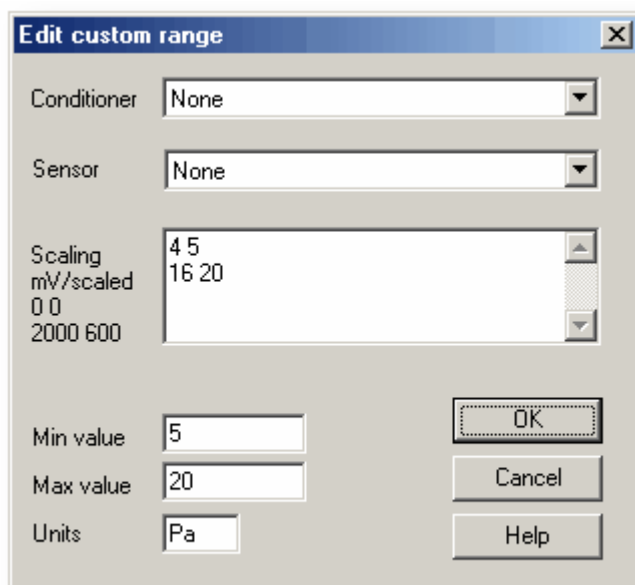 Edit custom range
Conditioner None
Sensor None
Scaling
mV/scaled
0 0
2000 600
4 5
16 20
Min value 5
Max value 20
Units Pa
OK
Cancel
Help